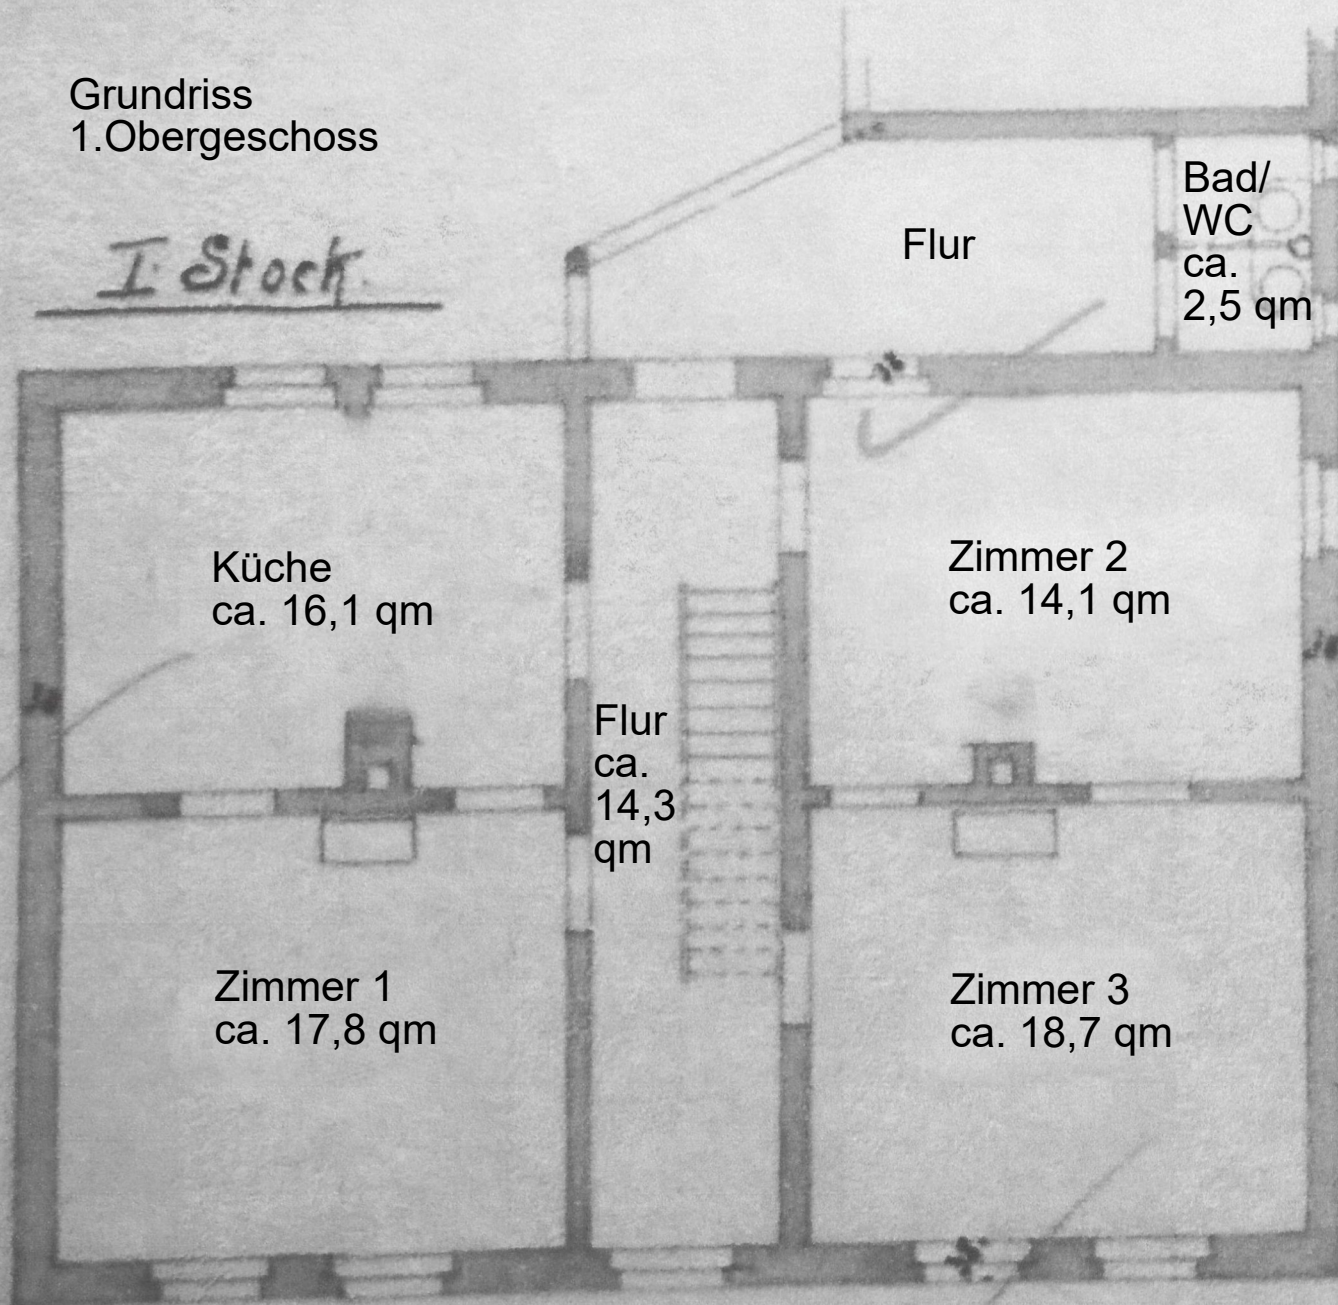 Grundriss
1.Obergeschoss
I. Stock.
Flur
Bad/
WC
ca.
2,5 qm
Küche
ca. 16,1 qm
Zimmer 2
ca. 14,1 qm
Flur
ca.
14,3
qm
Zimmer 1
ca. 17,8 qm
Zimmer 3
ca. 18,7 qm